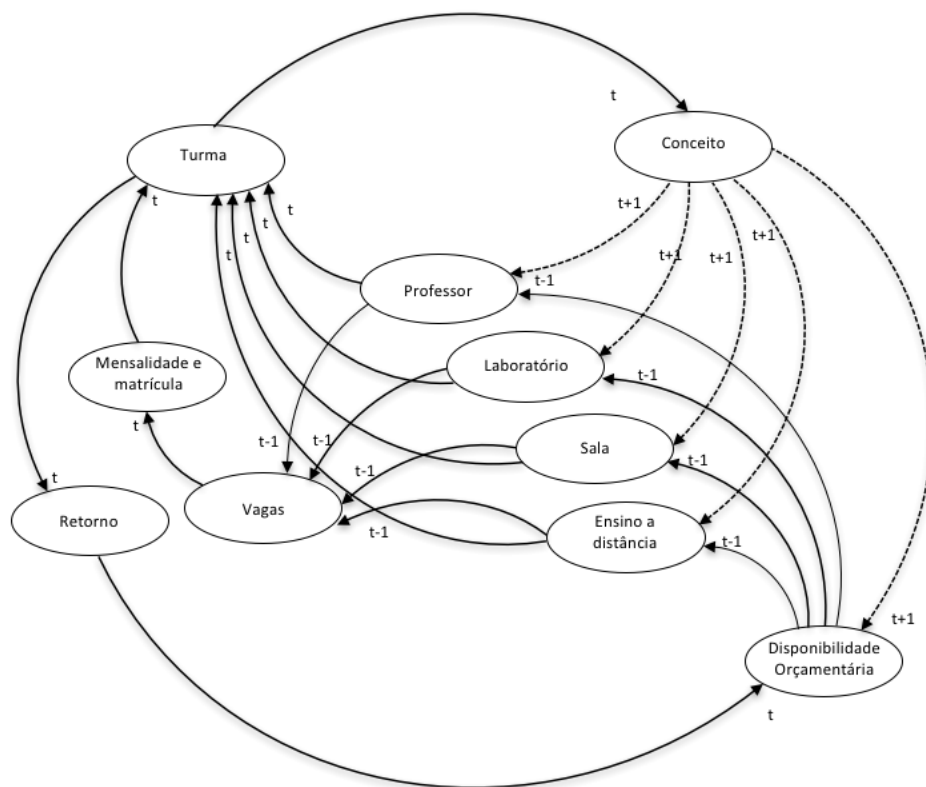 t
Turma
Conceito
t
t
t
t
t
t+1
t+1
t+1
t+1
Professor
t-1
Mensalidade e
matrícula
Laboratório
t-1
t
t-1
t-1
Sala
t-1
t-1
t
Retorno
Vagas
t-1
Ensino a
distância
t-1
t+1
Disponibilidade
Orçamentária
t